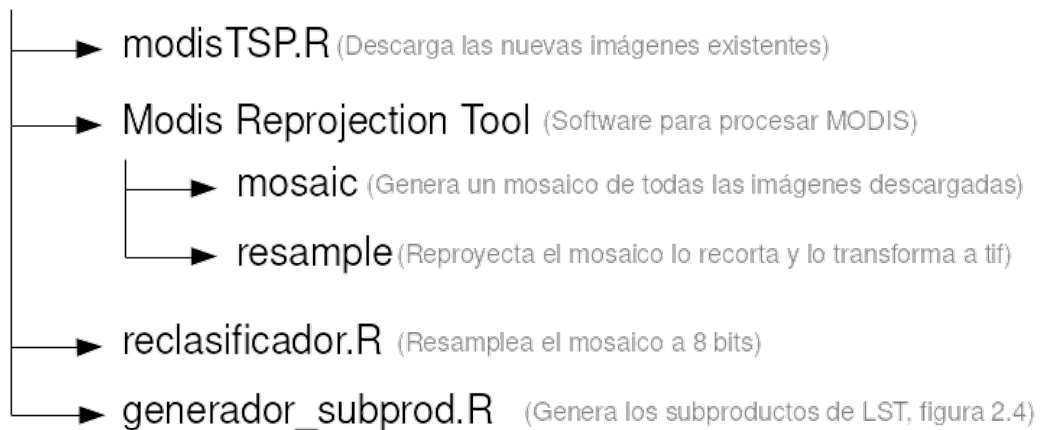 modisTSP.R (Descarga las nuevas imágenes existentes)
Modis Reprojection Tool (Software para procesar MODIS)
mosaic (Genera un mosaico de todas las imágenes descargadas)
resample (Reproyecta el mosaico lo recorta y lo transforma a tif)
reclasificador.R (Resamplea el mosaico a 8 bits)
generador_subprod.R (Genera los subproductos de LST, figura 2.4)